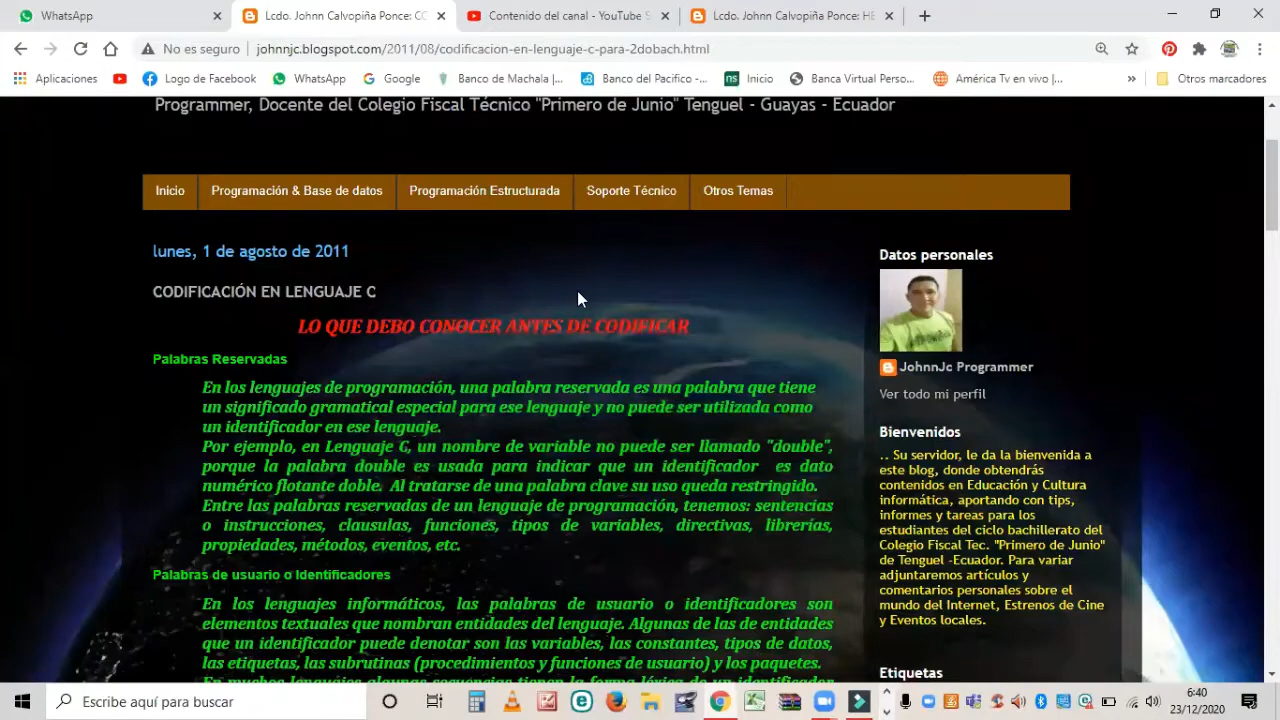 WhatsApp
Lcdo. Johnn Calvopiña Ponce: CO
Contenido del canal - YouTube S
Lcdo. Johnn Calvopiña Ponce: HE
No es seguro
johnnjc.blogspot.com/2011/08/codificacion-en-lenguaje-c-para-2dobach.html
Aplicaciones
Logo de Facebook
WhatsApp
Google
Banco de Machala |...
Banco del Pacifico -...
ns
Inicio
Banca Virtual Perso...
América Tv en vivo |...
»
Otros marcadores
Programmer, Docente del Colegio Fiscal Técnico "Primero de Junio" Tenguel - Guayas - Ecuador
Inicio
Programación & Base de datos
Programación Estructurada
Soporte Técnico
Otros Temas
lunes, 1 de agosto de 2011
CODIFICACIÓN EN LENGUAJE C
LO QUE DEBO CONOCER ANTES DE CODIFICAR
Palabras Reservadas
En los lenguajes de programación, una palabra reservada es una palabra que tiene
un significado gramatical especial para ese lenguaje y no puede ser utilizada como
un identificador en ese lenguaje.
Por ejemplo, en Lenguaje C, un nombre de variable no puede ser llamado "double",
porque la palabra double es usada para indicar que un identificador es dato
numérico flotante doble. Al tratarse de una palabra clave su uso queda restringido.
Entre las palabras reservadas de un lenguaje de programación, tenemos: sentencías
o instrucciones, clausulas, funciones, tipos de variables, directivas, librerías,
propiedades, métodos, eventos, etc.
Palabras de usuario o Identificadores
En los lenguajes informáticos, las palabras de usuario o identificadores son
elementos textuales que nombran entidades del lenguaje. Algunas de las de entidades
que un identificador puede denotar son las variables, las constantes, tipos de datos,
las etiquetas, las subrutinas (procedimientos y funciones de usuario) y los paquetes.
En muchos lenguajes algunas secuencias tienen la forma léxica de un identificador
Datos personales
JohnnJc Programmer
Ver todo mi perfil
Bienvenidos
.. Su servidor, le da la bienvenida a
este blog, donde obtendrás
contenidos en Educación y Cultura
informática, aportando con tips,
informes y tareas para los
estudiantes del ciclo bachillerato del
Colegio Fiscal Tec. "Primero de Junio"
de Tenguel -Ecuador. Para variar
adjuntaremos artículos y
comentarios personales sobre el
mundo del Internet, Estrenos de Cine
y Eventos locales.
Etiquetas
Escribe aquí para buscar
6:40
23/12/2020